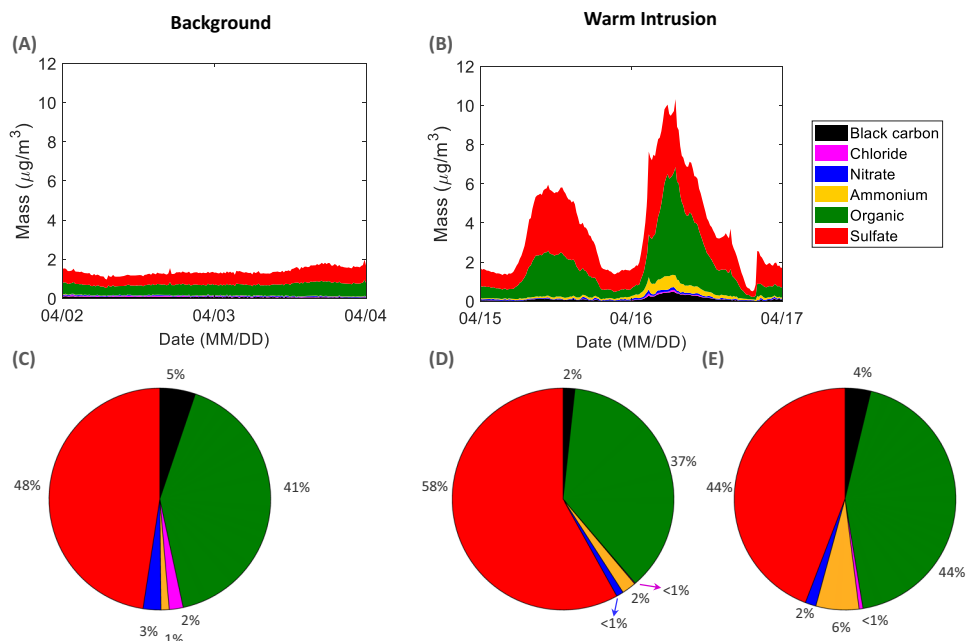 Background
Warm Intrusion
(A)
(B)
12
10
8
6
4
2
0
Mass (μg/m³)
04/02
04/03
04/04
Date (MM/DD)
12
10
8
6
4
2
0
Mass (μg/m³)
04/15
04/16
04/17
Date (MM/DD)
Black carbon
Chloride
Nitrate
Ammonium
Organic
Sulfate
(C)
5%
48%
41%
3%
1%
2%
(D)
2%
58%
37%
<1%
2%
<1%
(E)
4%
44%
44%
2%
6%
<1%